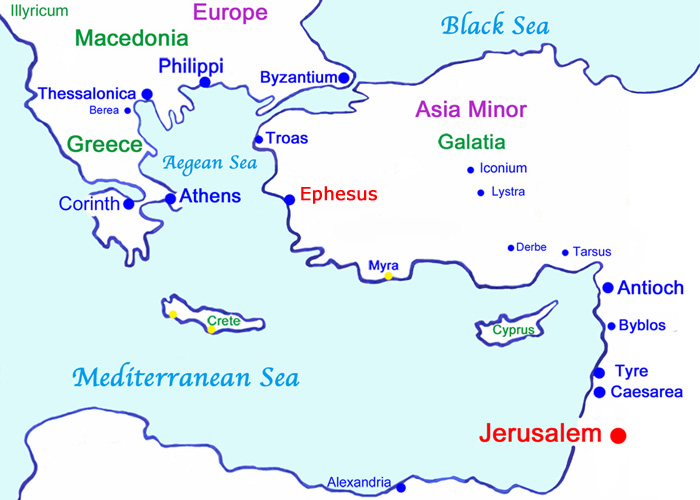 Illyricum
Europe
Black Sea
Macedonia
Philippi
Byzantium
Thessalonica
Berea
Asia Minor
Troas
Galatia
Greece
Aegean Sea
Iconium
Lystra
Ephesus
Athens
Corinth
Derbe
Tarsus
Myra
Antioch
Crete
Cyprus
Byblos
Tyre
Mediterranean Sea
Caesarea
Jerusalem
Alexandria